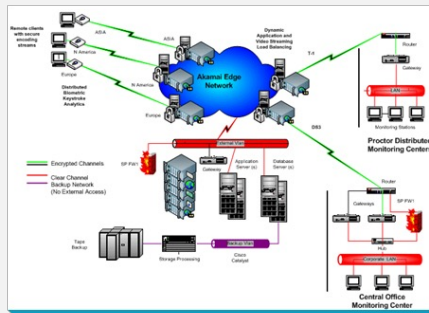 Remote clients with
secure encoding
streams
ASIA
N America
Europe
Distributed
Biometric
Keystroke
Analytics
ASIA
N America
Europe
Akamai Edge
Network
Dynamic
Application and
Video Streaming
Load Balancing
T-1
DS3
Router
Gateway
LAN
Monitoring Stations
Proctor Distributed
Monitoring Center
External Vlan
BP FW1
Gateway
Application
Server (s)
Database
Server (s)
Encrypted Channels
Clear Channel
Backup Network
(No External Access)
Tape
Backup
Storage Processing
Backup Vlan
Cisco
Catalyst
Router
Gateways
BP FW1
Hub
Corporate LAN
Central Office
Monitoring Center